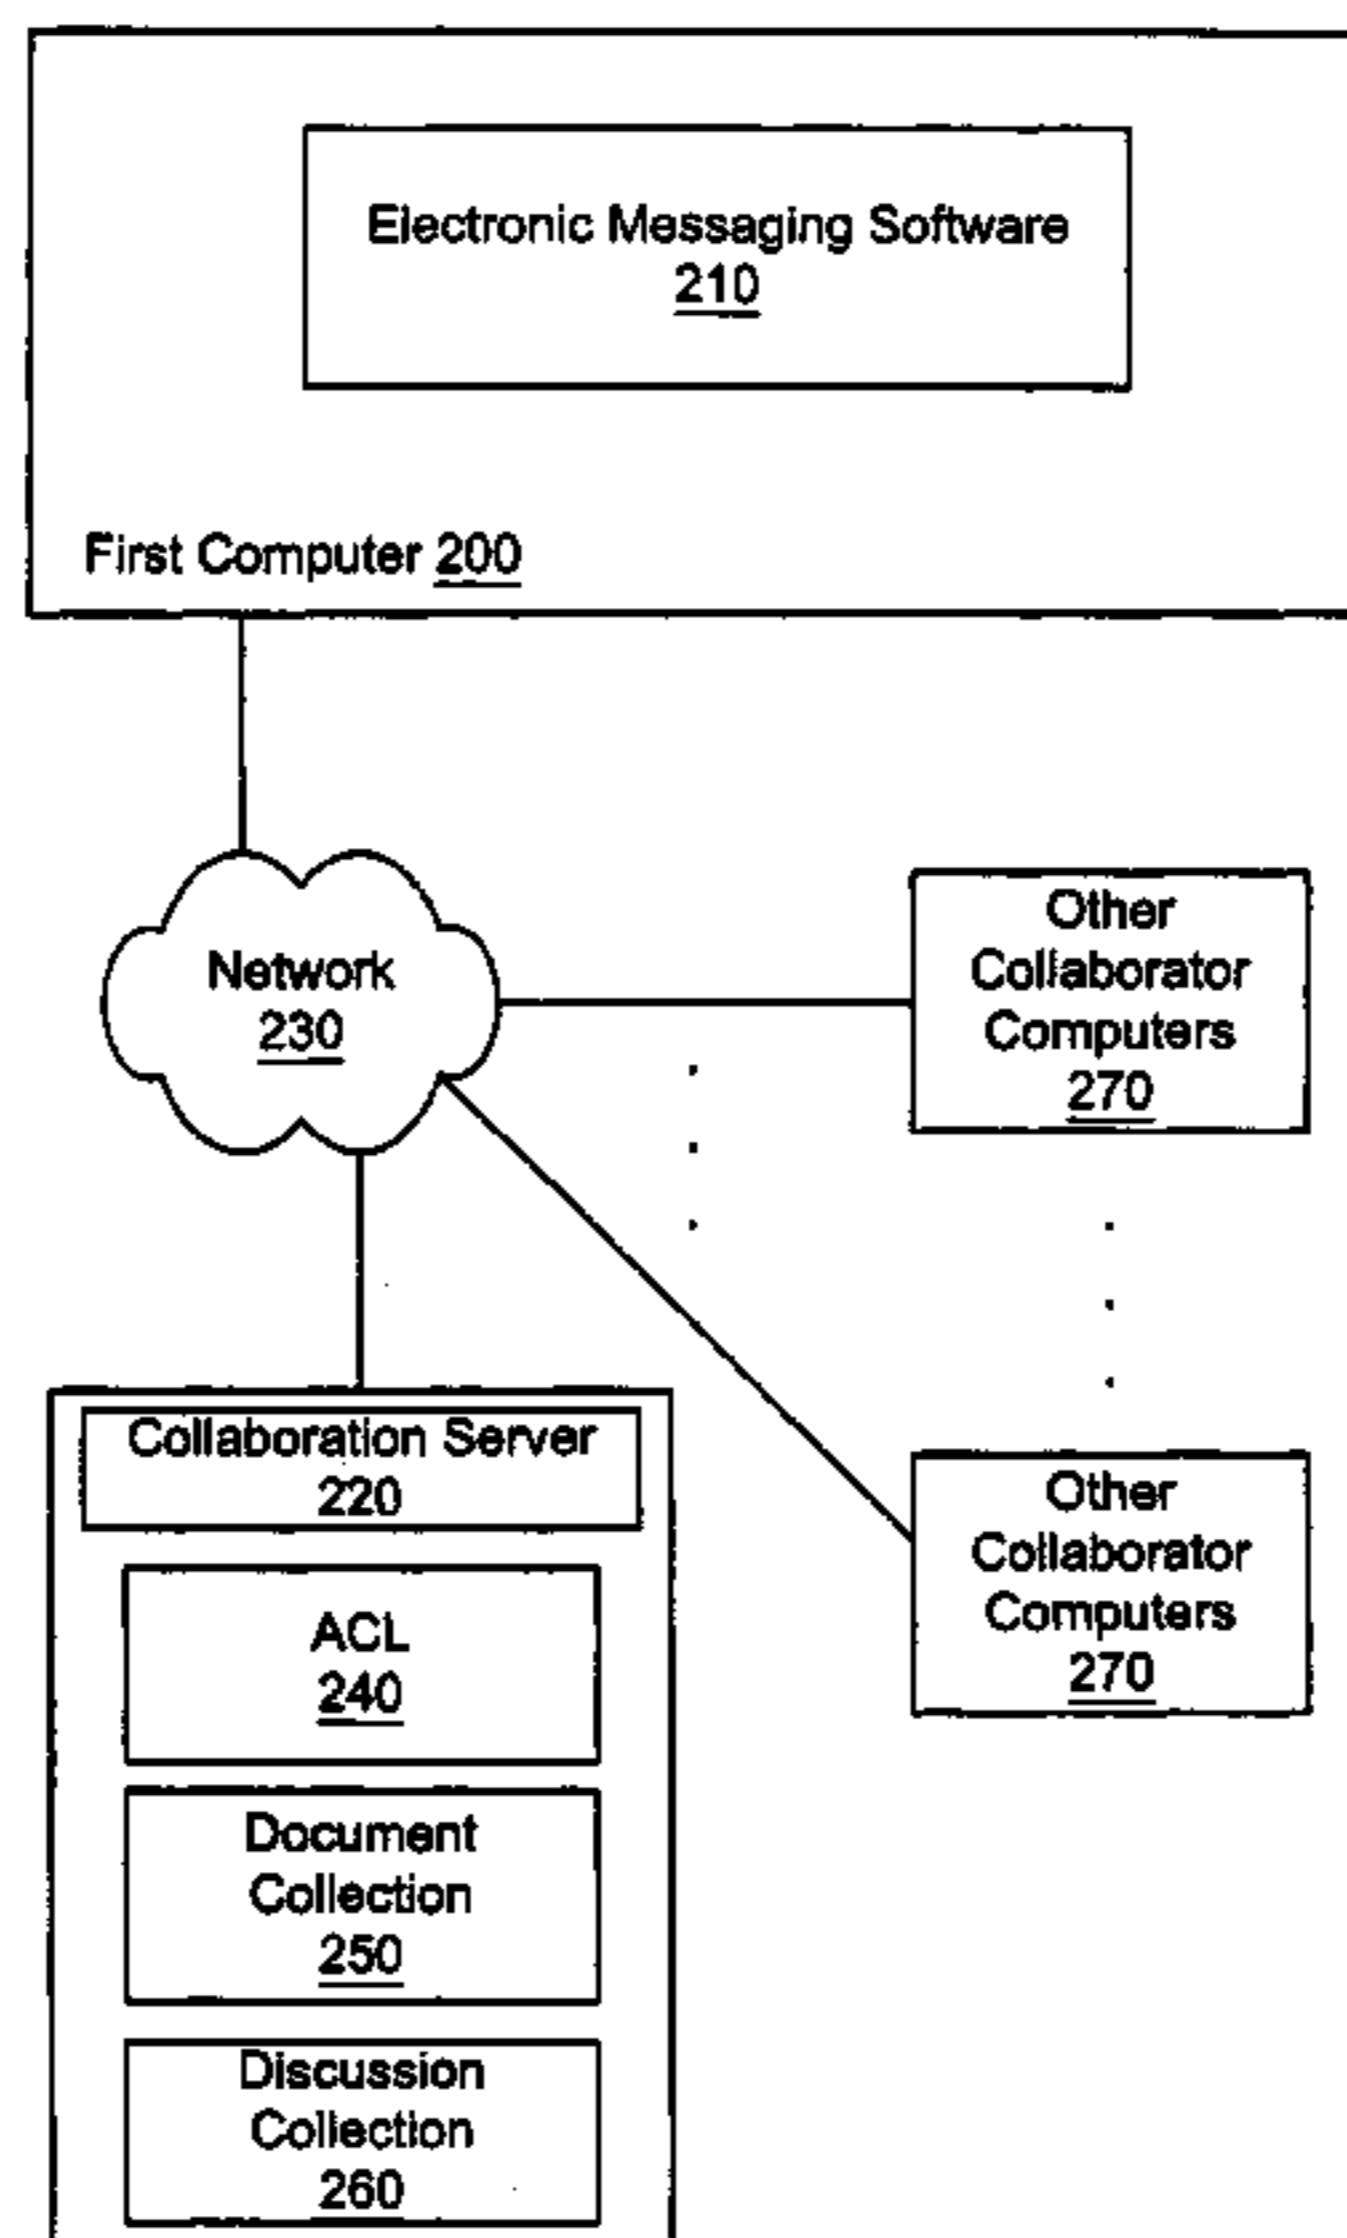 Electronic Messaging Software
210
First Computer 200
Network
230
Other
Collaborator
Computers
270
Collaboration Server
220
ACL
240
Document
Collection
250
Discussion
Collection
260
Other
Collaborator
Computers
270